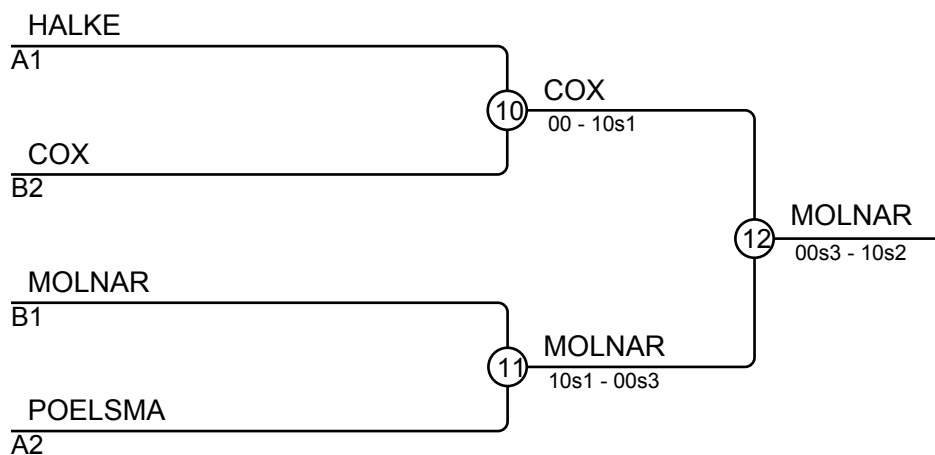 HALKE
A1
10
COX
00 - 10s1
COX
B2
12
MOLNAR
00s3 - 10s2
MOLNAR
B1
11
MOLNAR
10s1 - 00s3
POELSMA
A2